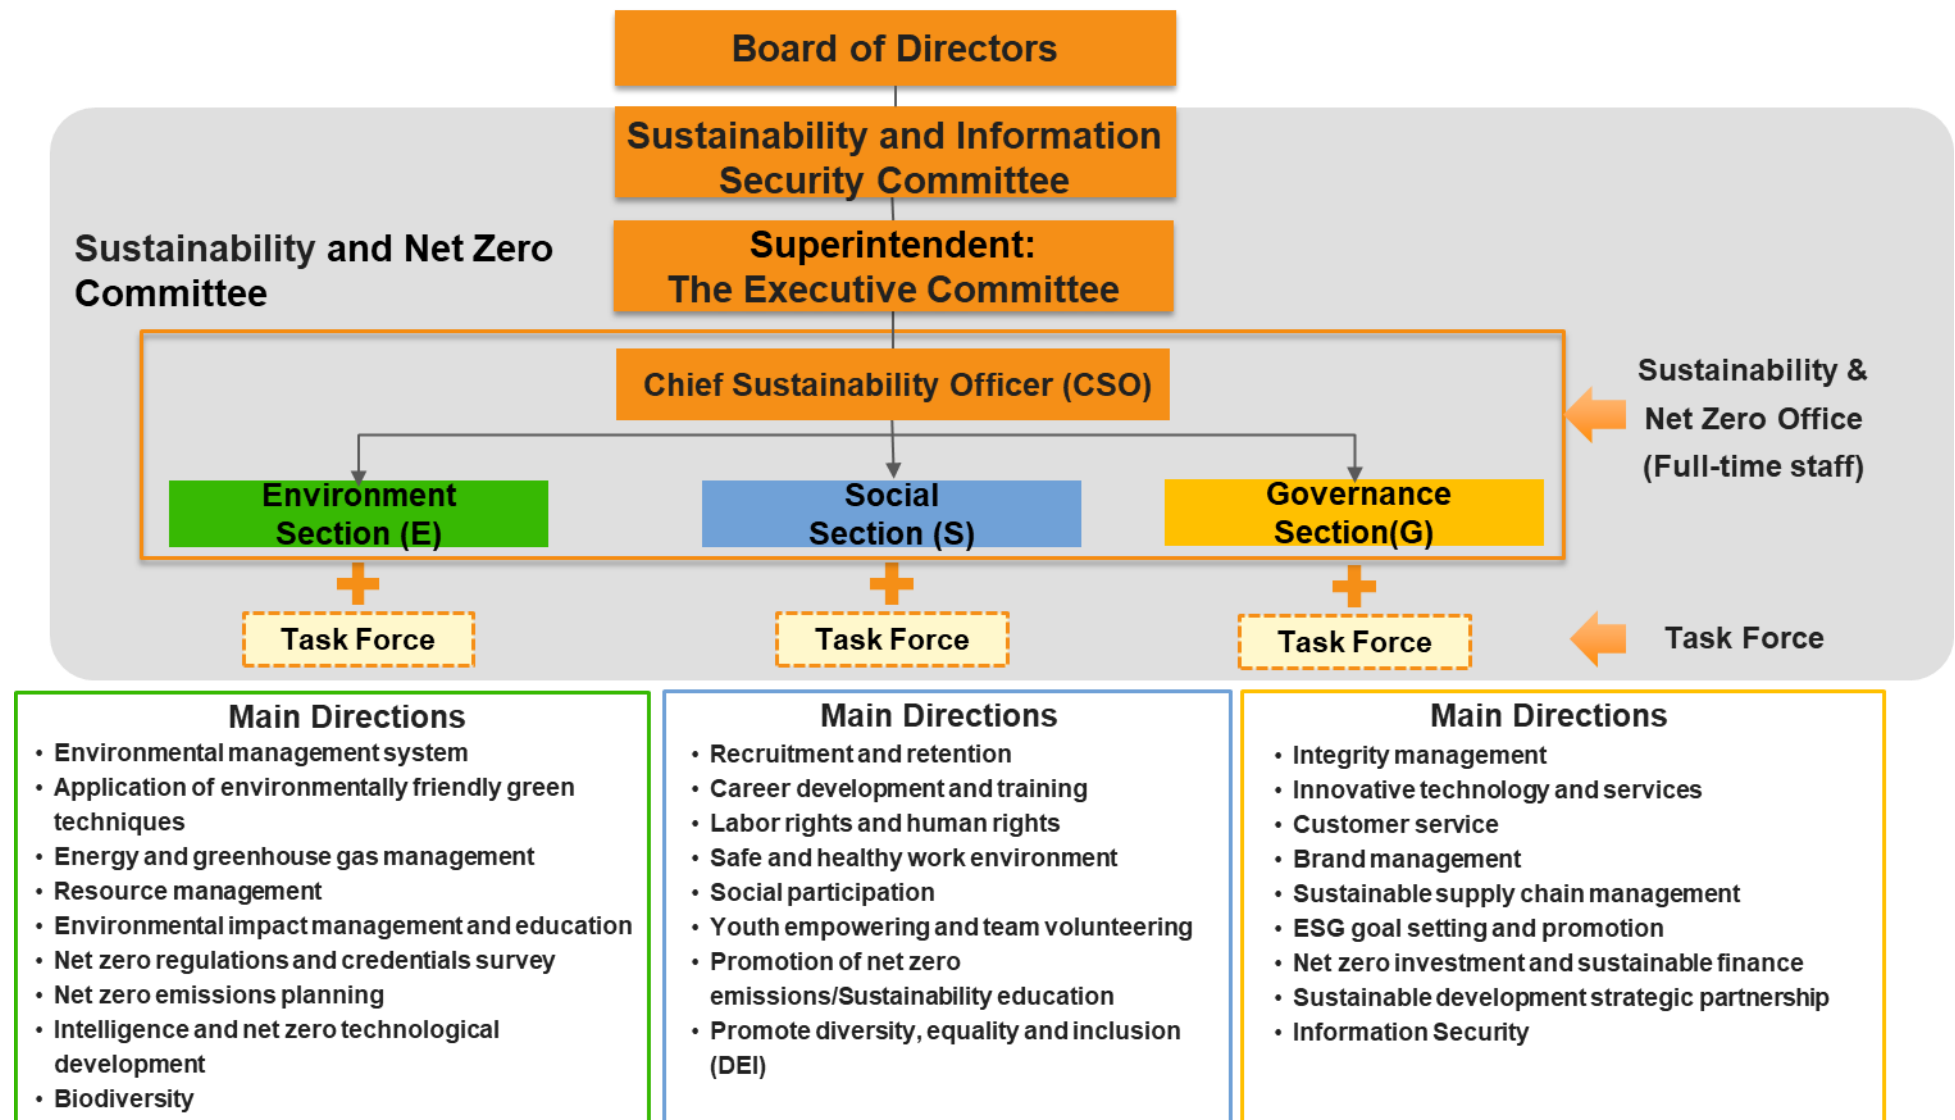 Board of Directors
Sustainability and Information
Security Committee
Sustainability and Net Zero
Committee
Superintendent:
The Executive Committee
Chief Sustainability Officer (CSO)
Sustainability &
Net Zero Office
(Full-time staff)
Environment
Section (E)
Social
Section (S)
Governance
Section(G)
Task Force
Task Force
Task Force
Task Force
Main Directions
• Environmental management system
• Application of environmentally friendly green
techniques
• Energy and greenhouse gas management
• Resource management
• Environmental impact management and education
• Net zero regulations and credentials survey
• Net zero emissions planning
• Intelligence and net zero technological
development
• Biodiversity
Main Directions
• Recruitment and retention
• Career development and training
• Labor rights and human rights
• Safe and healthy work environment
• Social participation
• Youth empowering and team volunteering
• Promotion of net zero
emissions/Sustainability education
• Promote diversity, equality and inclusion
(DEI)
Main Directions
• Integrity management
• Innovative technology and services
• Customer service
• Brand management
• Sustainable supply chain management
• ESG goal setting and promotion
• Net zero investment and sustainable finance
• Sustainable development strategic partnership
• Information Security